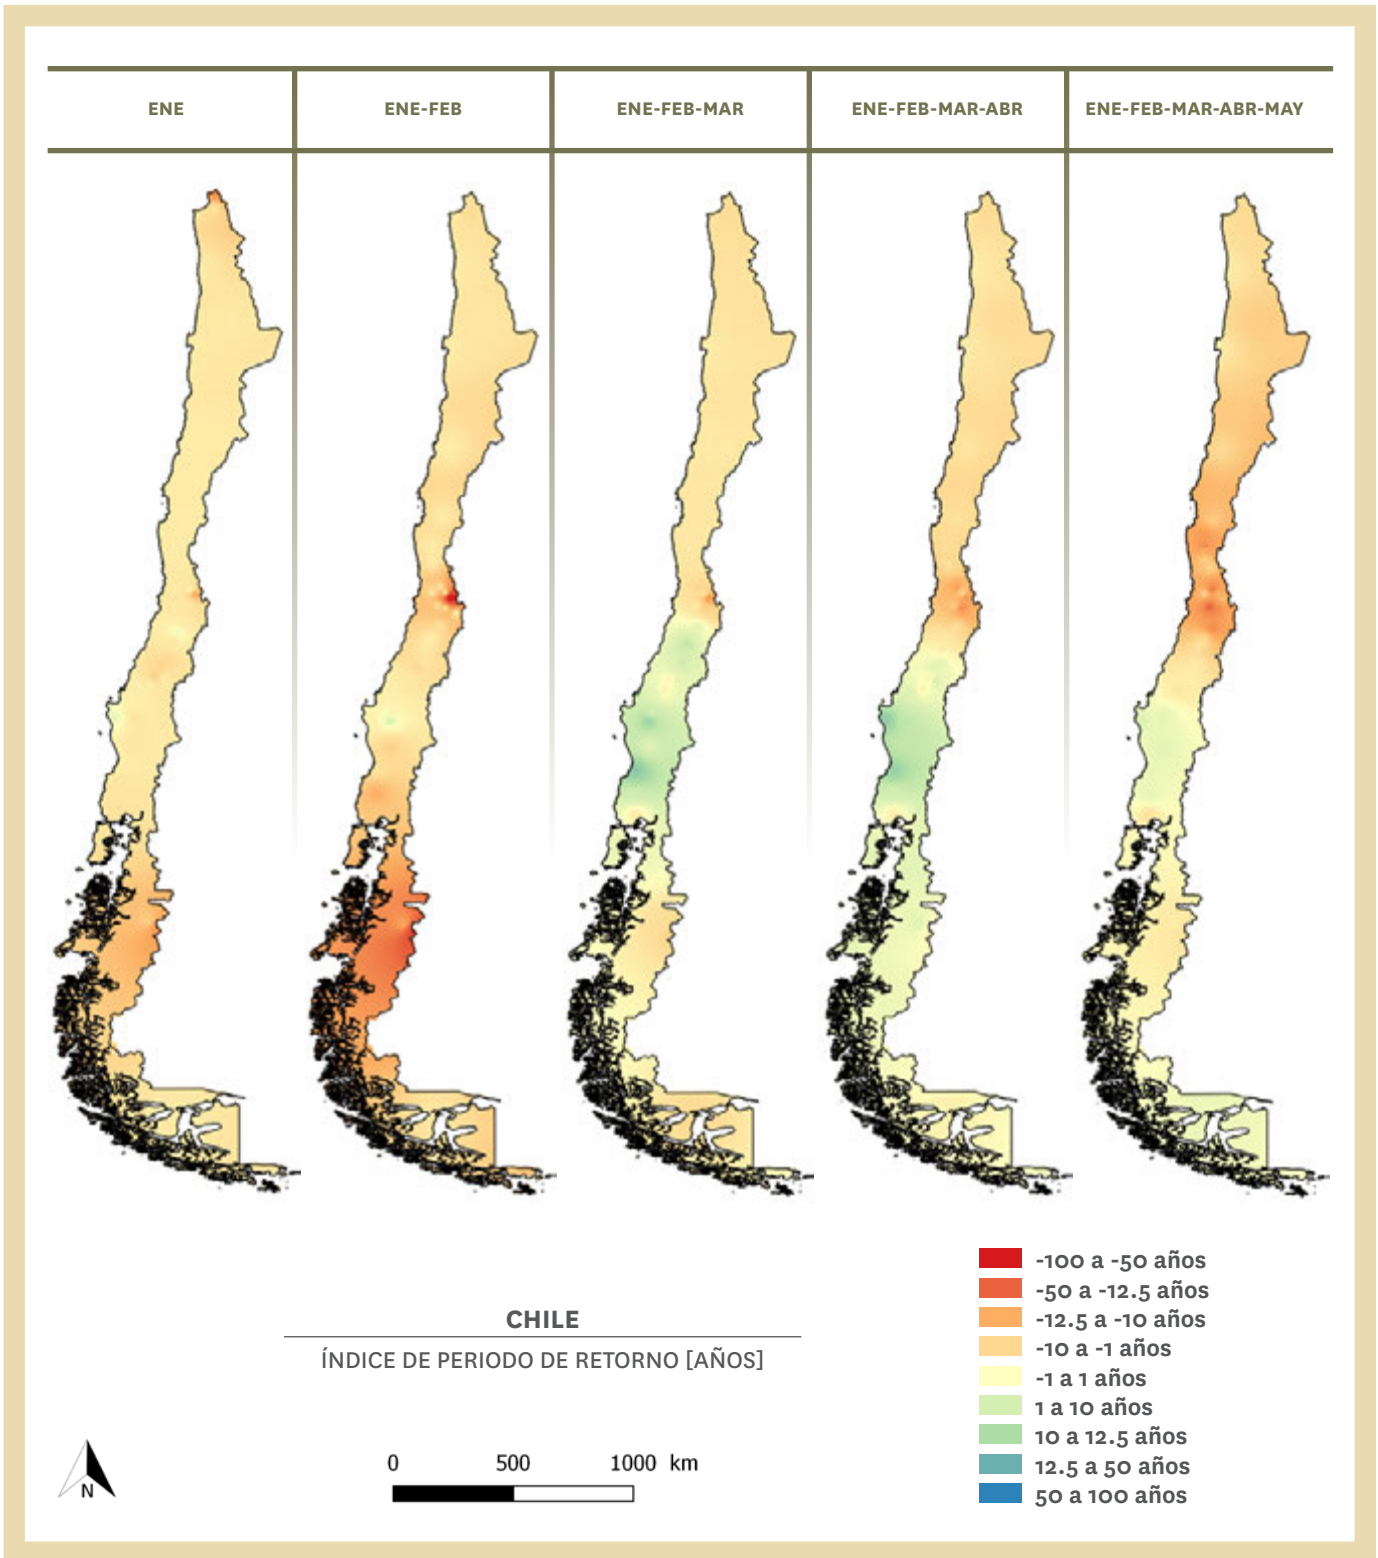 ENE
ENE-FEB
ENE-FEB-MAR
ENE-FEB-MAR-ABR
ENE-FEB-MAR-ABR-MAY
-100 a -50 años
-50 a -12.5 años
-12.5 a -10 años
-10 a -1 años
-1 a 1 años
1 a 10 años
10 a 12.5 años
12.5 a 50 años
50 a 100 años
CHILE
ÍNDICE DE PERIODO DE RETORNO [AÑOS]
N
0 500 1000 km